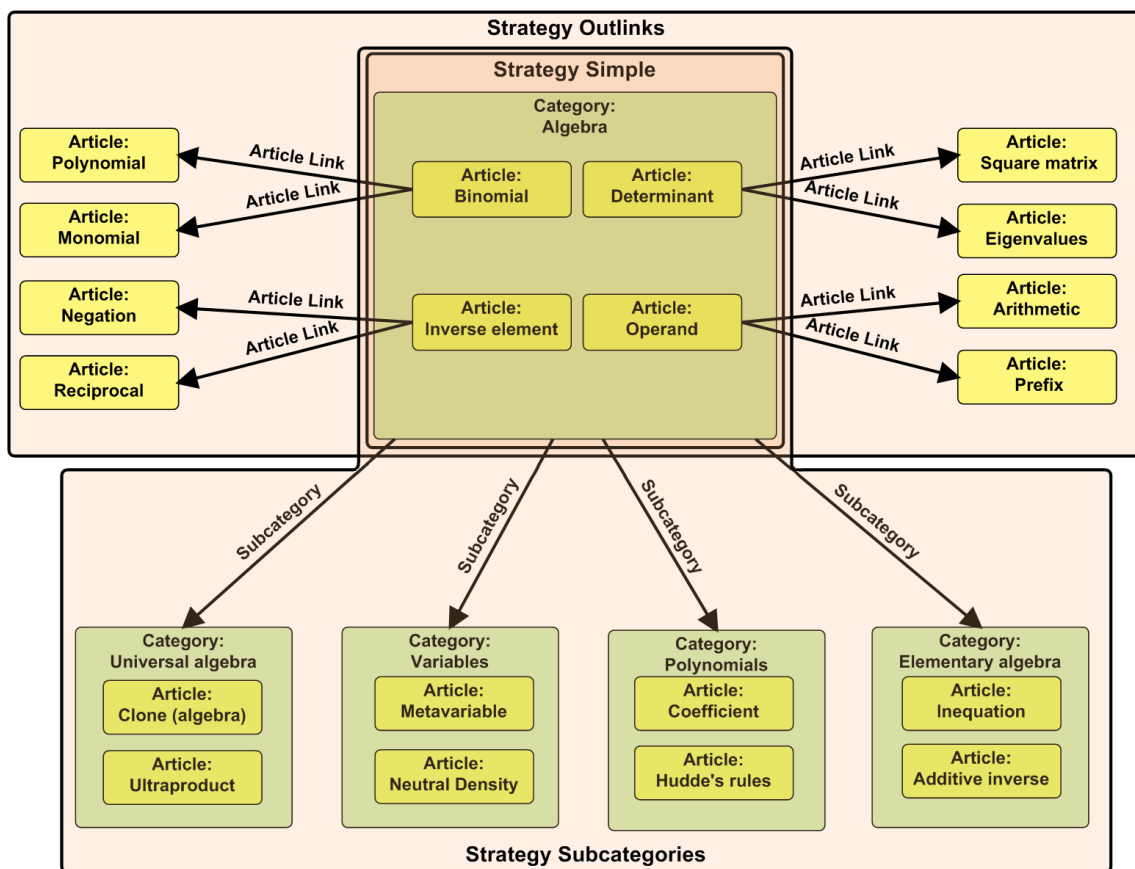 Strategy Outlinks
Strategy Simple
Category:
Algebra
Article:
Polynomial
Article Link
Article:
Binomial
Article:
Determinant
Article Link
Article:
Square matrix
Article:
Monomial
Article Link
Article Link
Article:
Eigenvalues
Article:
Negation
Article Link
Article:
Inverse element
Article:
Operand
Article Link
Article:
Arithmetic
Article:
Reciprocal
Article Link
Article Link
Article:
Prefix
Subcategory
Subcategory
Subcategory
Subcategory
Category:
Universal algebra
Article:
Clone (algebra)
Article:
Ultraproduct
Category:
Variables
Article:
Metavariable
Article:
Neutral Density
Category:
Polynomials
Article:
Coefficient
Article:
Hudde's rules
Category:
Elementary algebra
Article:
Inequation
Article:
Additive inverse
Strategy Subcategories